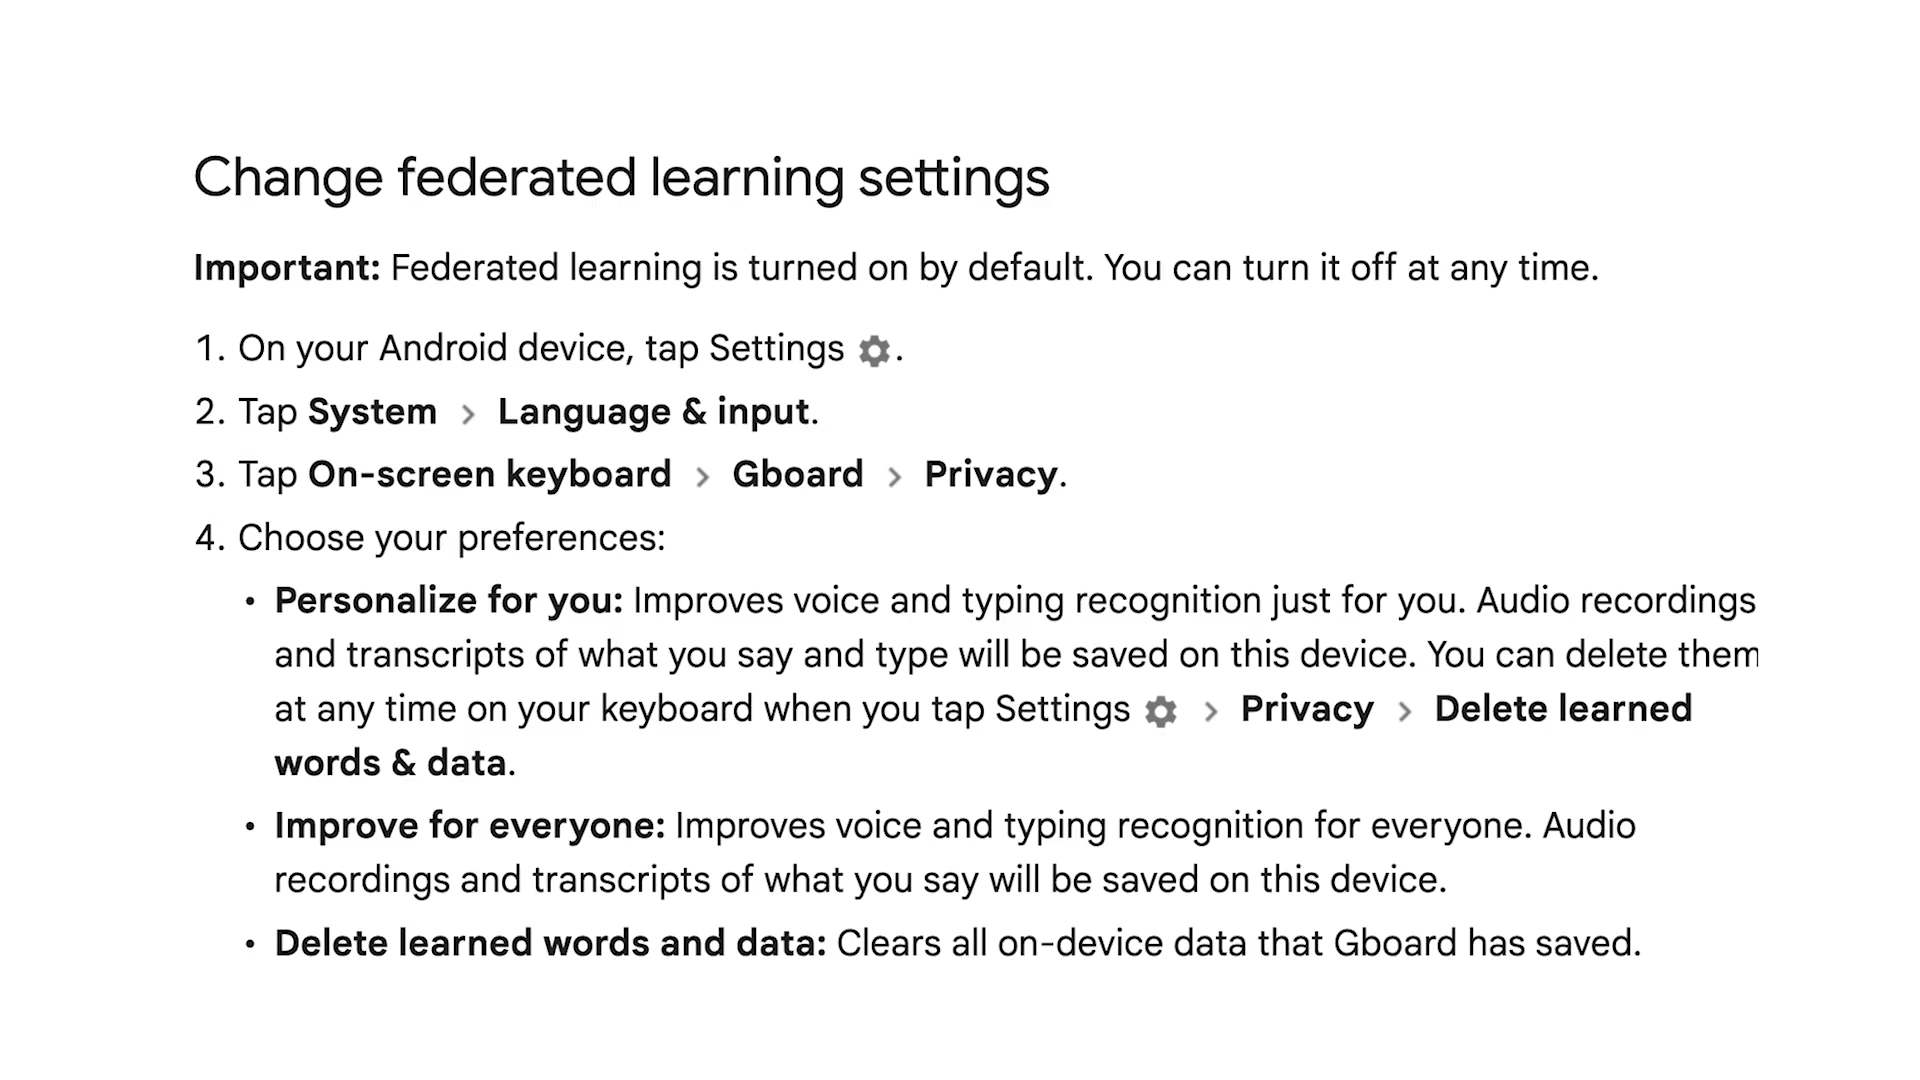 Change federated learning settings
Important: Federated learning is turned on by default. You can turn it off at any time.
1. On your Android device, tap Settings .
2. Tap System > Language & input.
3. Tap On-screen keyboard > Gboard > Privacy.
4. Choose your preferences:
• Personalize for you: Improves voice and typing recognition just for you. Audio recordings
and transcripts of what you say and type will be saved on this device. You can delete them
at any time on your keyboard when you tap Settings > Privacy > Delete learned
words & data.
• Improve for everyone: Improves voice and typing recognition for everyone. Audio
recordings and transcripts of what you say will be saved on this device.
• Delete learned words and data: Clears all on-device data that Gboard has saved.